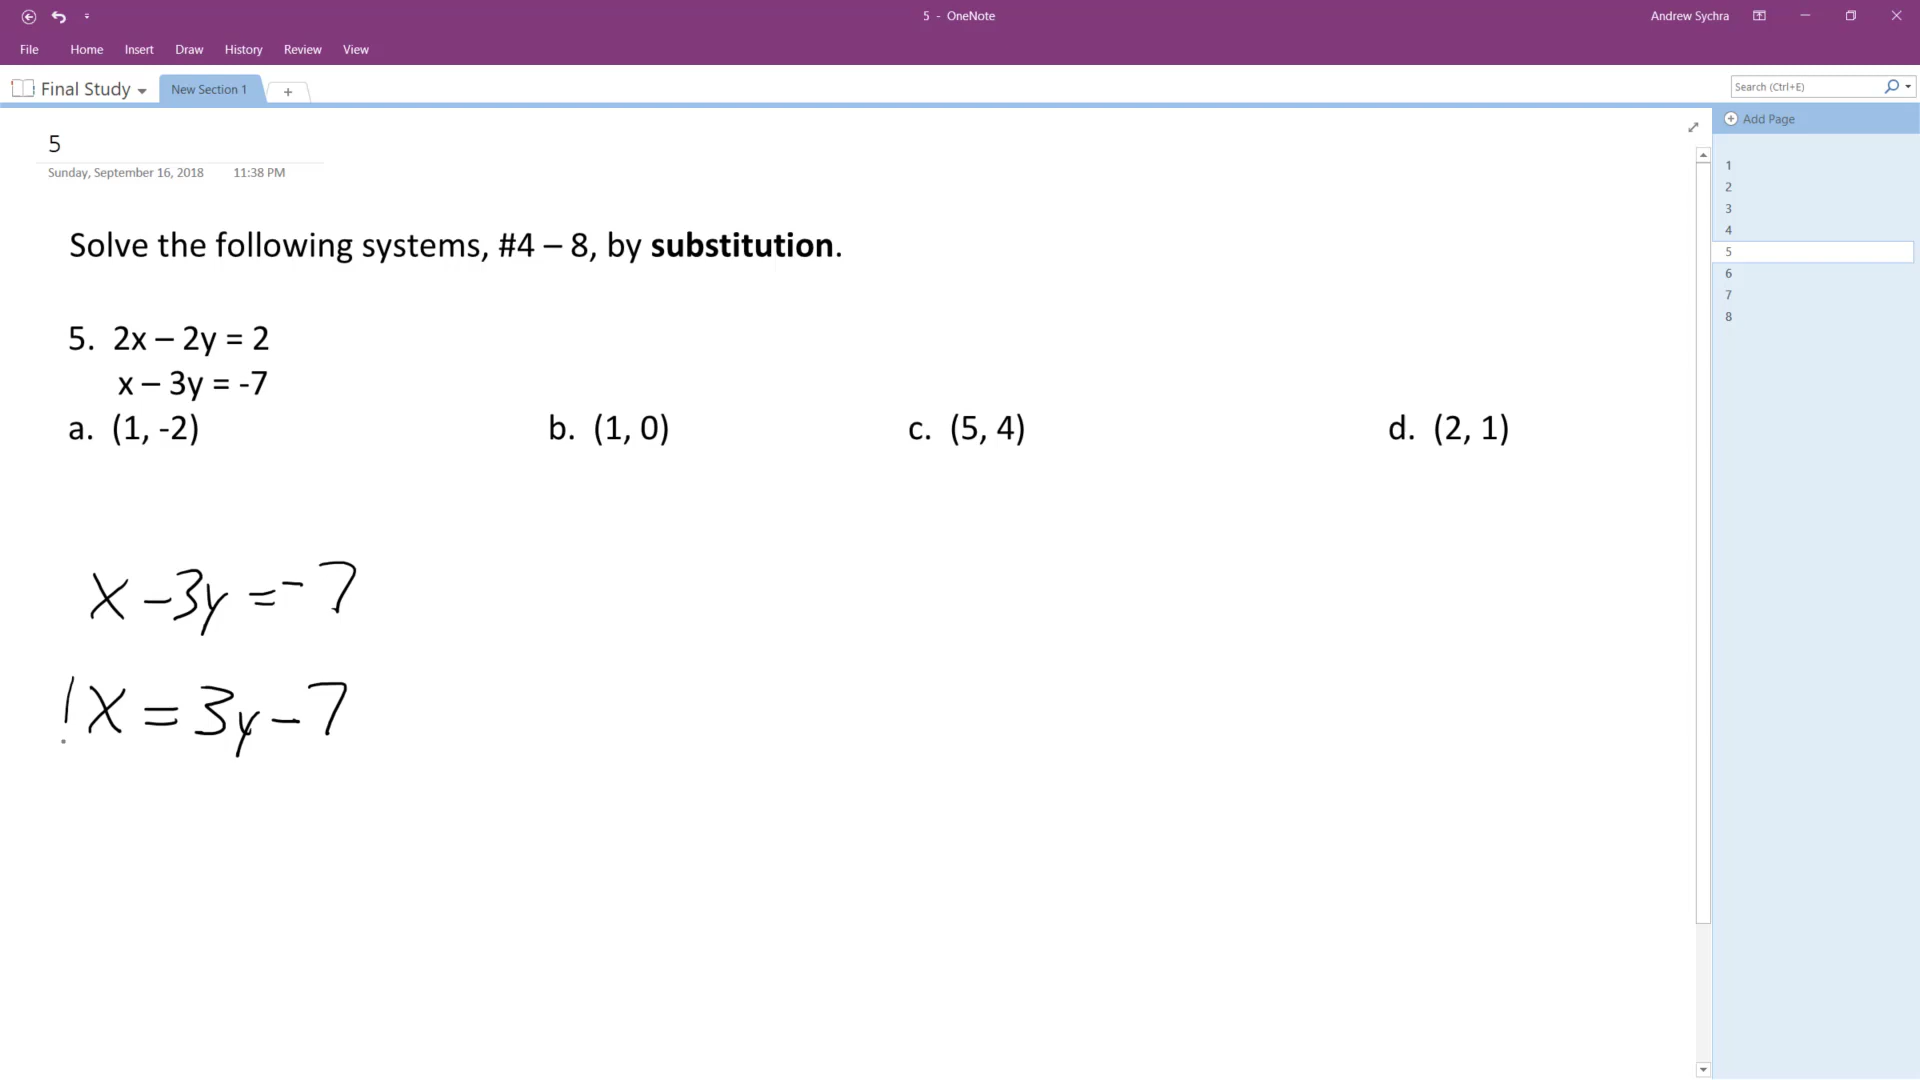 5 - OneNote
Andrew Sychra
File Home Insert Draw History Review View
Final Study New Section 1 +
Search (Ctrl+E)
Add Page
5
Sunday, September 16, 2018 11:38 PM
Solve the following systems, #4 – 8, by substitution.
5. 2x – 2y = 2
x – 3y = -7
a. (1, -2) b. (1, 0) c. (5, 4) d. (2, 1)
x - 3y = -7
1x = 3y - 7
1
2
3
4
5
6
7
8